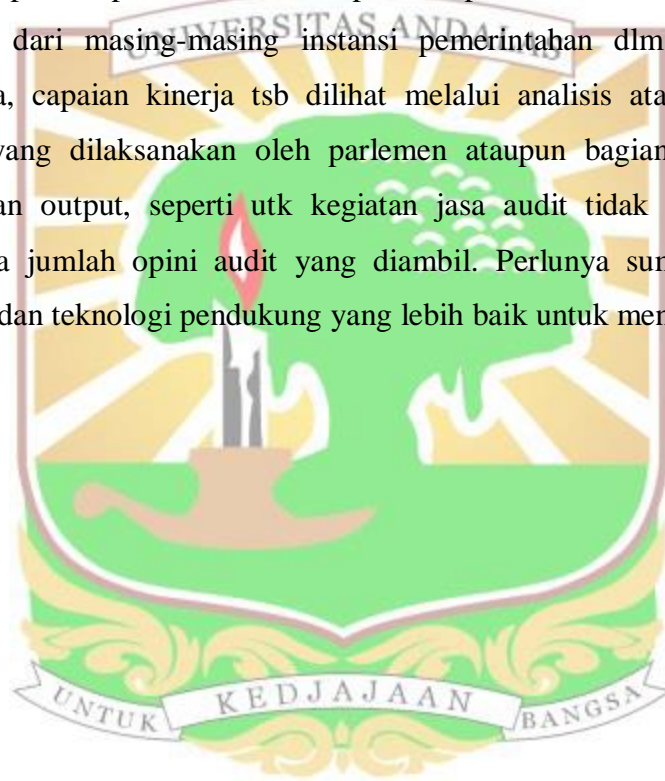 UNIVERSITAS ANDALAS
dari masing-masing instansi pemerintahan dlm
a, capaian kinerja tsb dilihat melalui analisis ata
yang dilaksanakan oleh parlemen ataupun bagian
an output, seperti utk kegiatan jasa audit tidak
a jumlah opini audit yang diambil. Perlunya sum
dan teknologi pendukung yang lebih baik untuk men
UNTUK KEDJAJAAN BANGSA